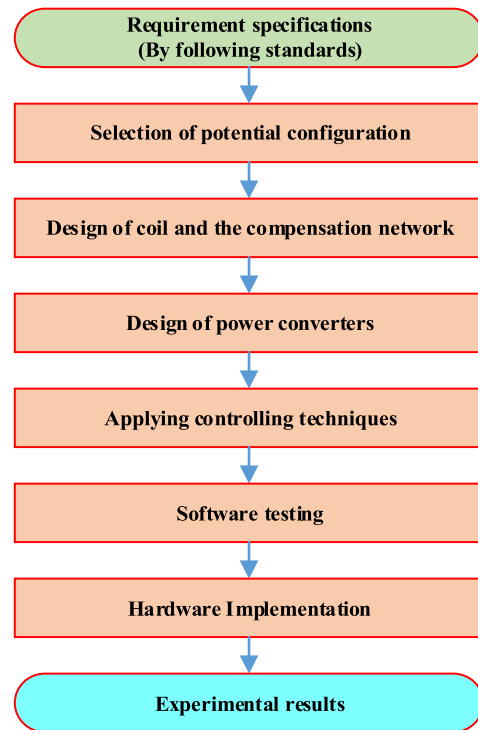 Requirement specifications
(By following standards)
Selection of potential configuration
Design of coil and the compensation network
Design of power converters
Applying controlling techniques
Software testing
Hardware Implementation
Experimental results